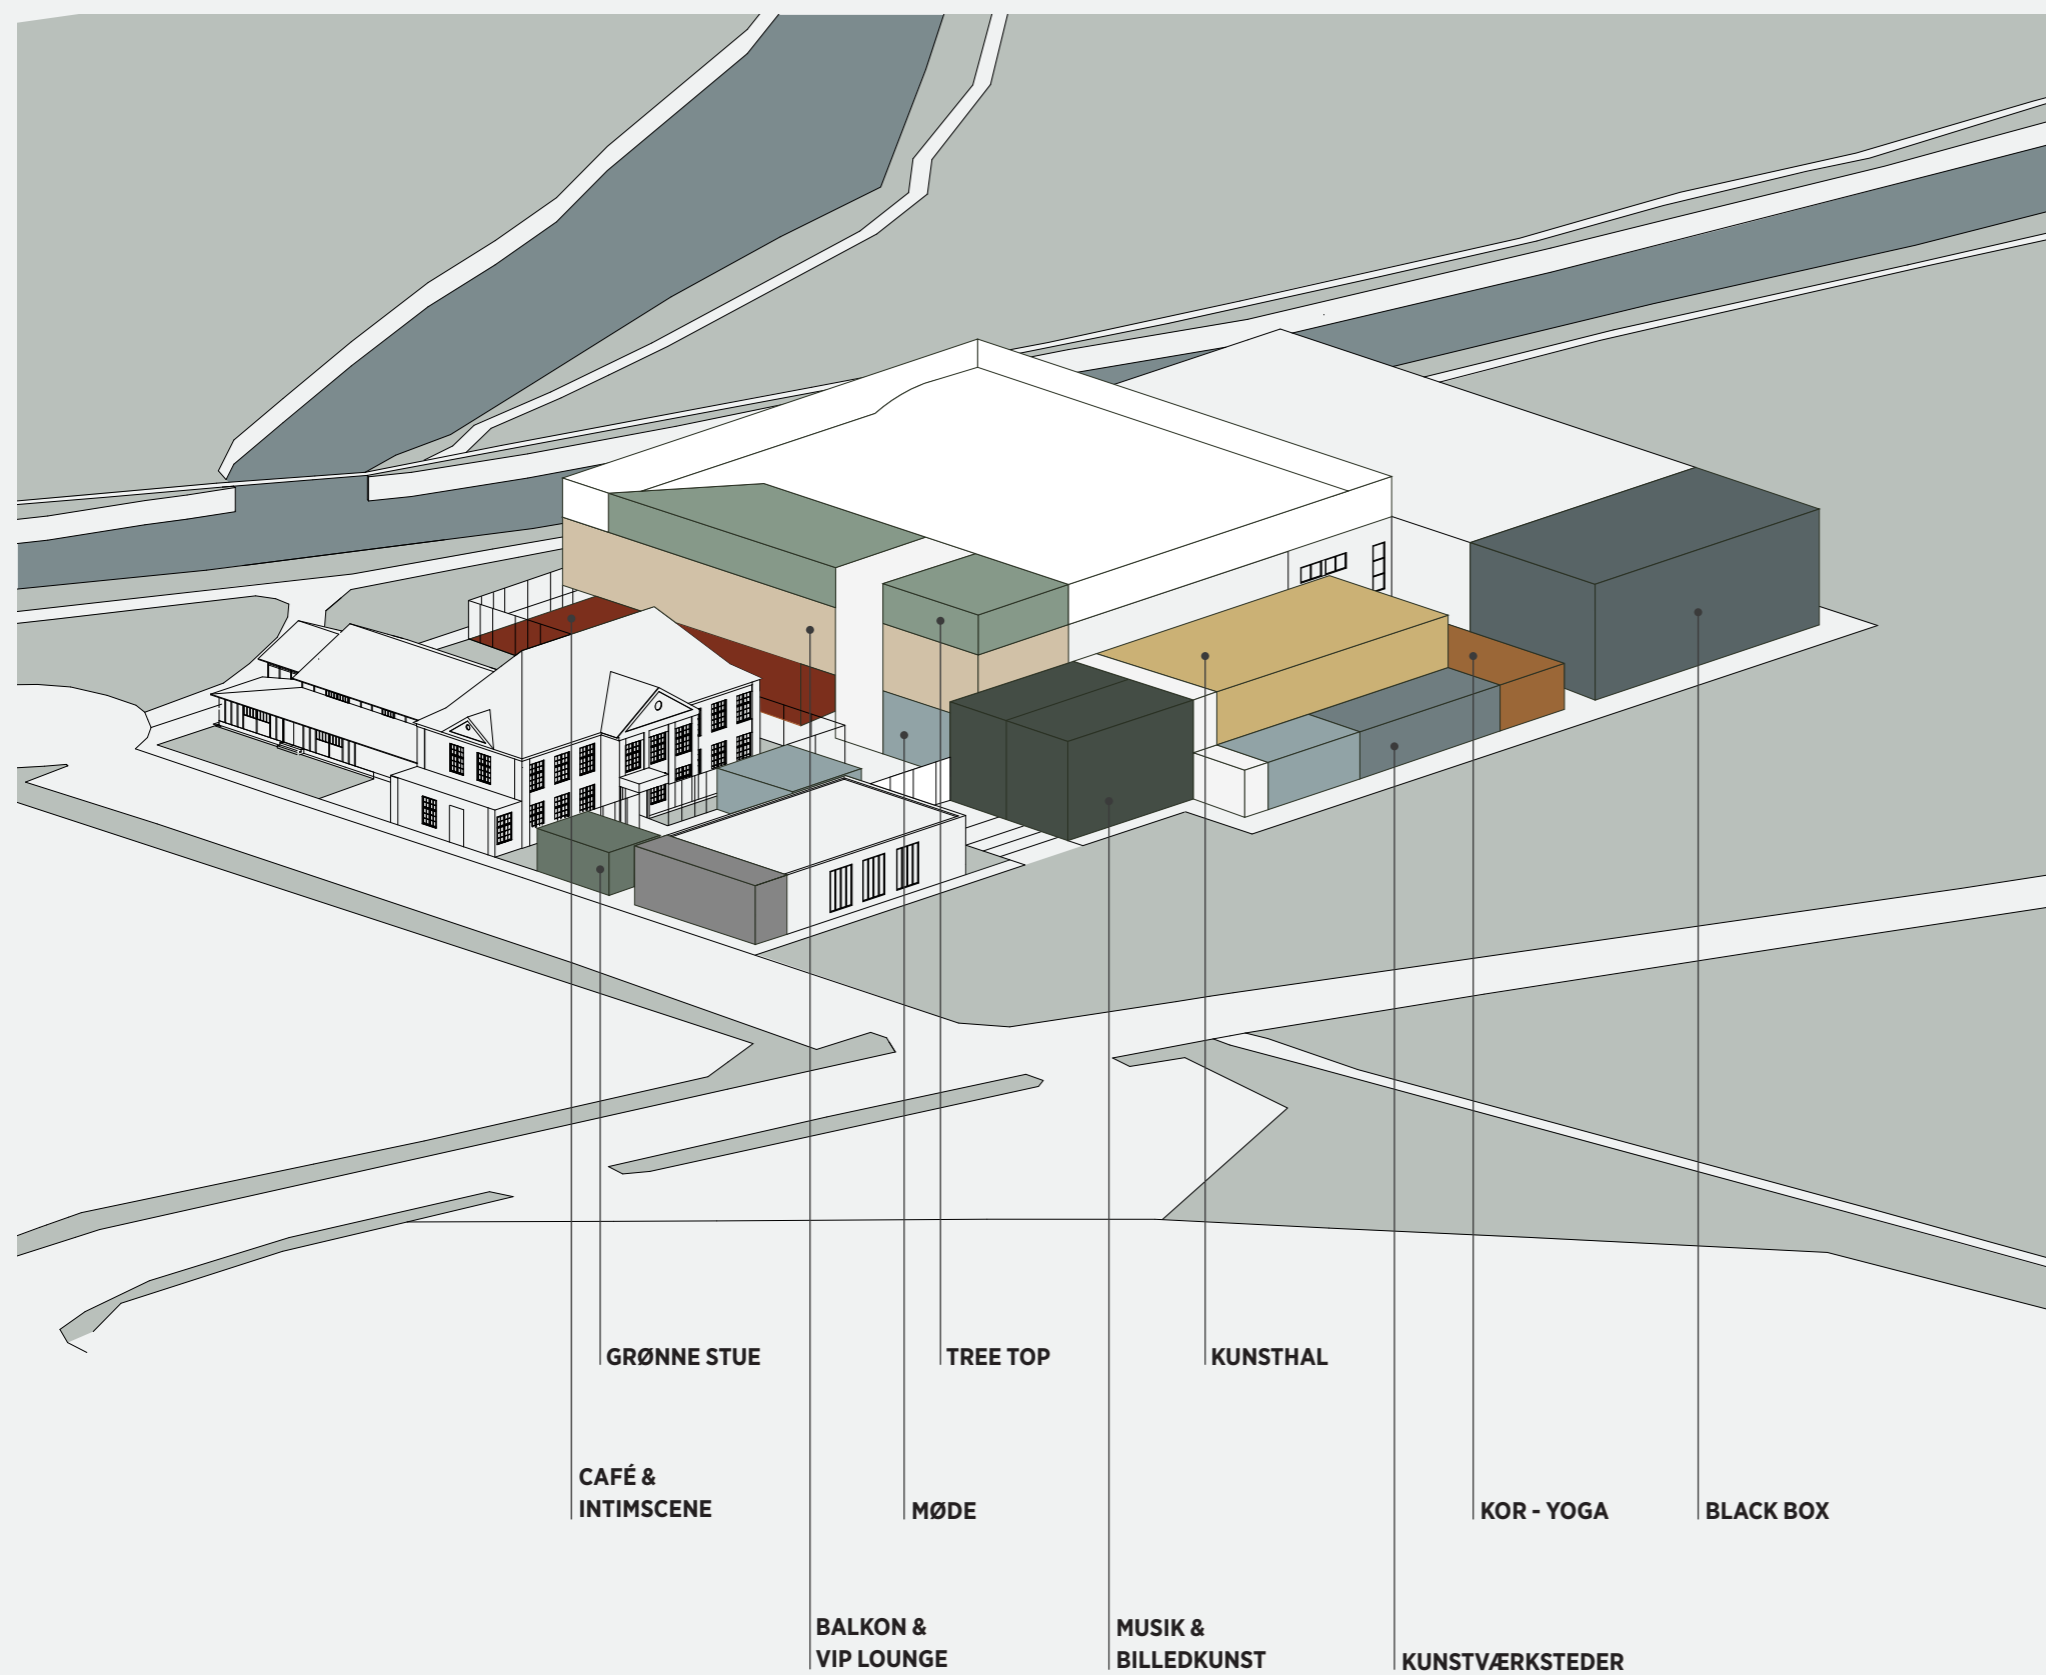 GRØNNE STUE
TREE TOP
KUNSTHAL
CAFÉ &
INTIMSCENE
MØDE
KOR - YOGA
BLACK BOX
BALKON &
VIP LOUNGE
MUSIK &
BILLEDKUNST
KUNSTVÆRKSTEDER